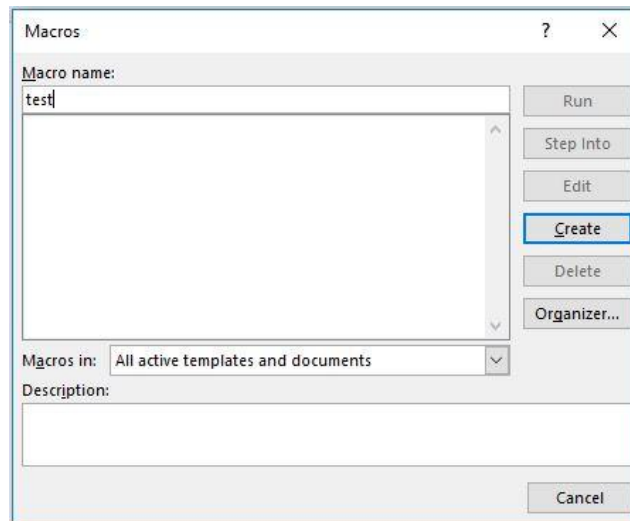 Macros ?
Macro name:
test
Run
Step Into
Edit
Create
Delete
Organizer...
Macros in: All active templates and documents
Description:
Cancel